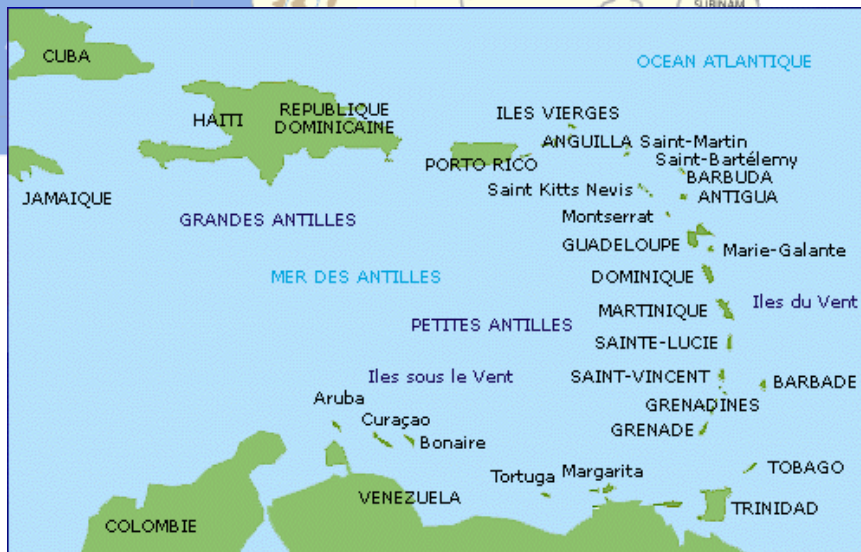 SURINAM
CUBA
OCEAN ATLANTIQUE
HAITI
REPUBLIQUE
DOMINICAINE
ILES VIERGES
ANGUILLA Saint-Martin
PORTO RICO
Saint-Bartélemy
BARBUDA
JAMAIQUE
Saint Kitts Nevis
ANTIGUA
GRANDES ANTILLES
Montserrat
GUADELOUPE
Marie-Galante
MER DES ANTILLES
DOMINIQUE
MARTINIQUE
Iles du Vent
PETITES ANTILLES
SAINTE-LUCIE
Iles sous le Vent
SAINT-VINCENT
BARBADE
Aruba
GRENADINES
Curaçao
GRENADE
Bonaire
TOBAGO
Tortuga
Margarita
VENEZUELA
TRINIDAD
COLOMBIE